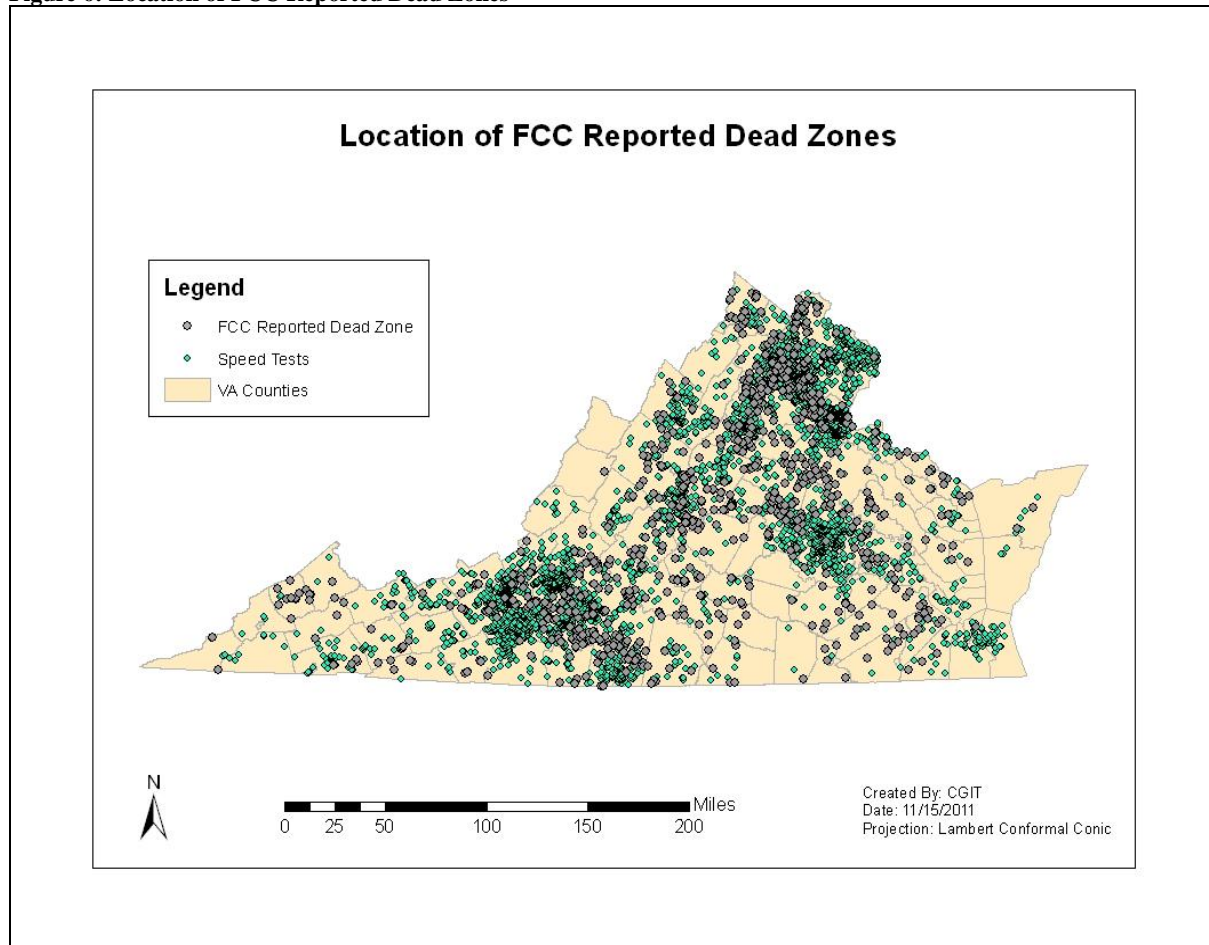 Location of FCC Reported Dead Zones
Legend
FCC Reported Dead Zone
Speed Tests
VA Counties
N
Miles
0 25 50 100 150 200
Created By: CGIT
Date: 11/15/2011
Projection: Lambert Conformal Conic